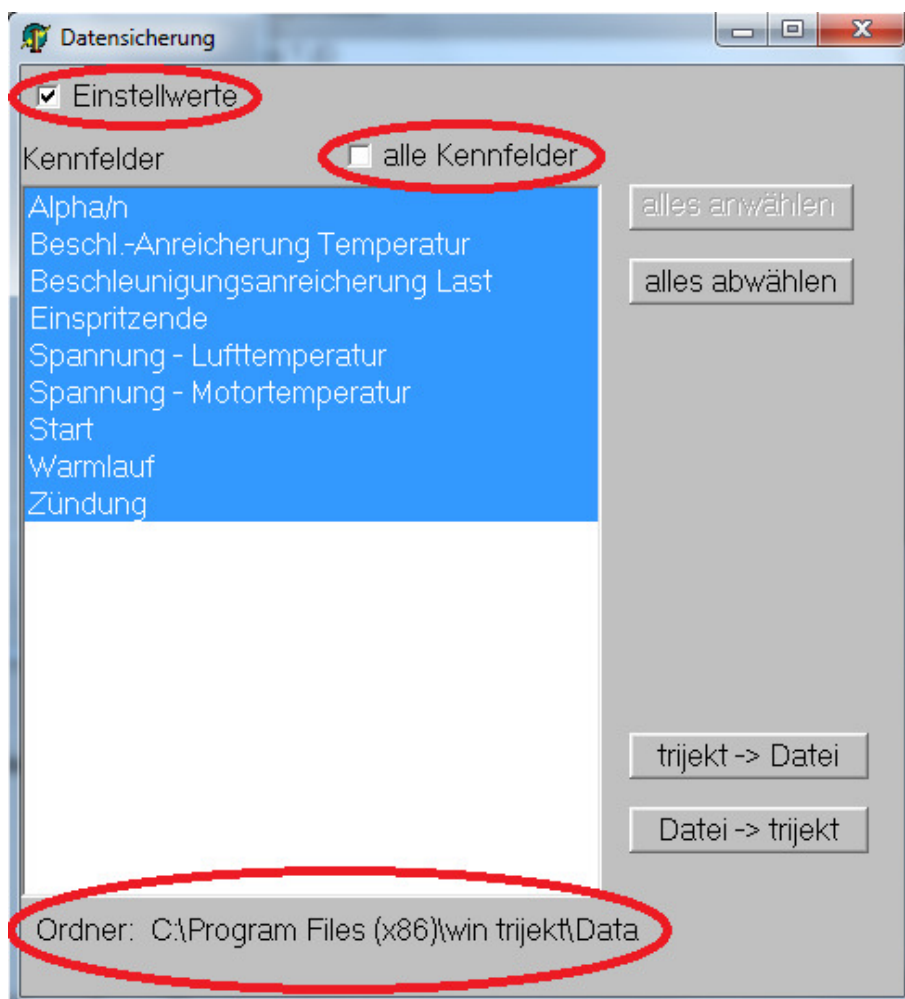 Datensicherung
Einstellwerte
Kennfelder
alle Kennfelder
Alpha/n
Beschl.-Anreicherung Temperatur
Beschleunigungsanreicherung Last
Einspritzende
Spannung - Lufttemperatur
Spannung - Motortemperatur
Start
Warmlauf
Zündung
alles anwählen
alles abwählen
trijekt -> Datei
Datei -> trijekt
Ordner: C:\Program Files (x86)\win trijekt\Data